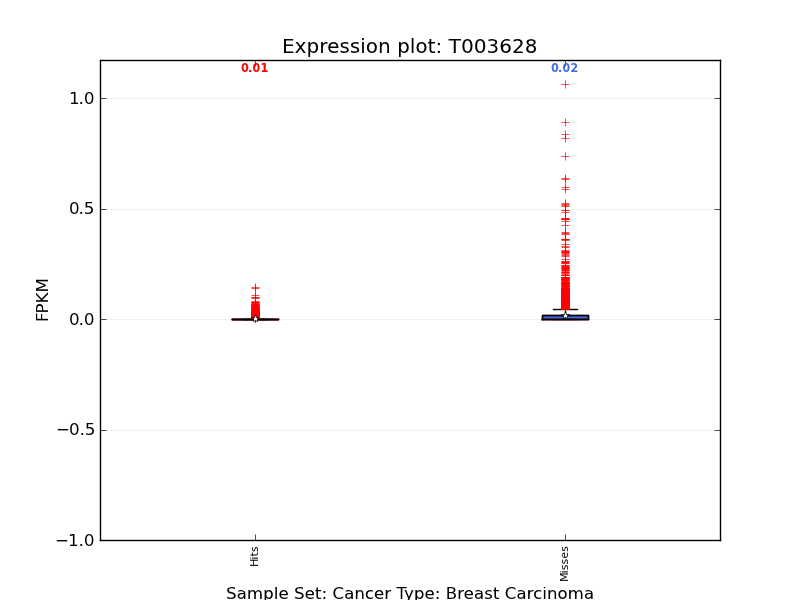 Expression plot: T003628
0.01
0.02
1.0
0.5
0.0
−0.5
−1.0
FPKM
Hits
Misses
Sample Set: Cancer Type: Breast Carcinoma